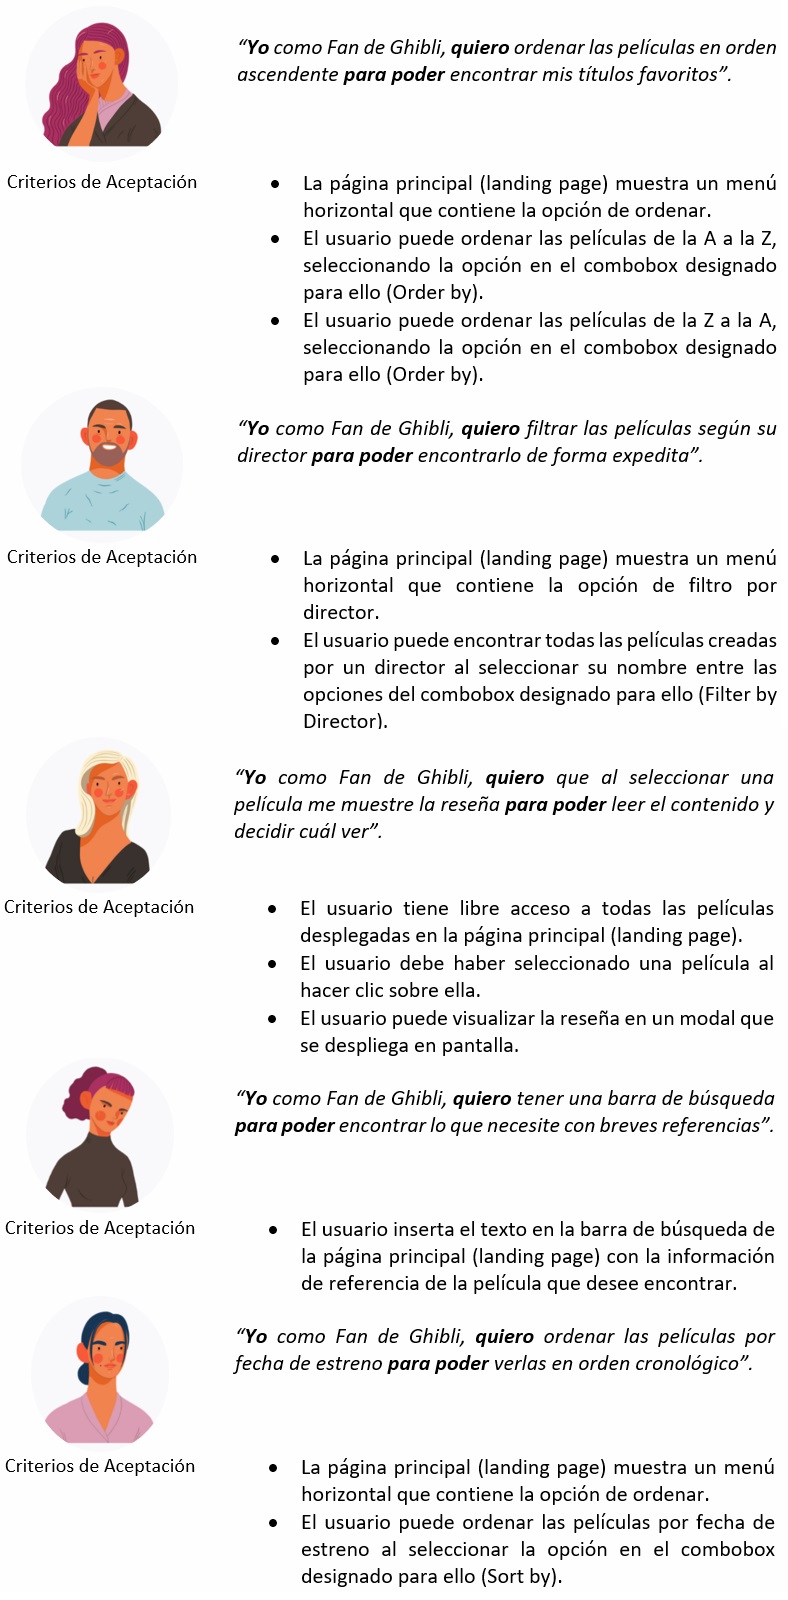 “Yo como Fan de Ghibli, quiero ordenar las películas en orden
ascendente para poder encontrar mis títulos favoritos”.
Criterios de Aceptación
• La página principal (landing page) muestra un menú
horizontal que contiene la opción de ordenar.
• El usuario puede ordenar las películas de la A a la Z,
seleccionando la opción en el combobox designado
para ello (Order by).
• El usuario puede ordenar las películas de la Z a la A,
seleccionando la opción en el combobox designado
para ello (Order by).
“Yo como Fan de Ghibli, quiero filtrar las películas según su
director para poder encontrarlo de forma expedita”.
Criterios de Aceptación
• La página principal (landing page) muestra un menú
horizontal que contiene la opción de filtro por
director.
• El usuario puede encontrar todas las películas creadas
por un director al seleccionar su nombre entre las
opciones del combobox designado para ello (Filter by
Director).
“Yo como Fan de Ghibli, quiero que al seleccionar una
película me muestre la reseña para poder leer el contenido y
decidir cuál ver”.
Criterios de Aceptación
• El usuario tiene libre acceso a todas las películas
desplegadas en la página principal (landing page).
• El usuario debe haber seleccionado una película al
hacer clic sobre ella.
• El usuario puede visualizar la reseña en un modal que
se despliega en pantalla.
“Yo como Fan de Ghibli, quiero tener una barra de búsqueda
para poder encontrar lo que necesite con breves referencias”.
Criterios de Aceptación
• El usuario inserta el texto en la barra de búsqueda de
la página principal (landing page) con la información
de referencia de la película que desee encontrar.
“Yo como Fan de Ghibli, quiero ordenar las películas por
fecha de estreno para poder verlas en orden cronológico”.
Criterios de Aceptación
• La página principal (landing page) muestra un menú
horizontal que contiene la opción de ordenar.
• El usuario puede ordenar las películas por fecha de
estreno al seleccionar la opción en el combobox
designado para ello (Sort by).